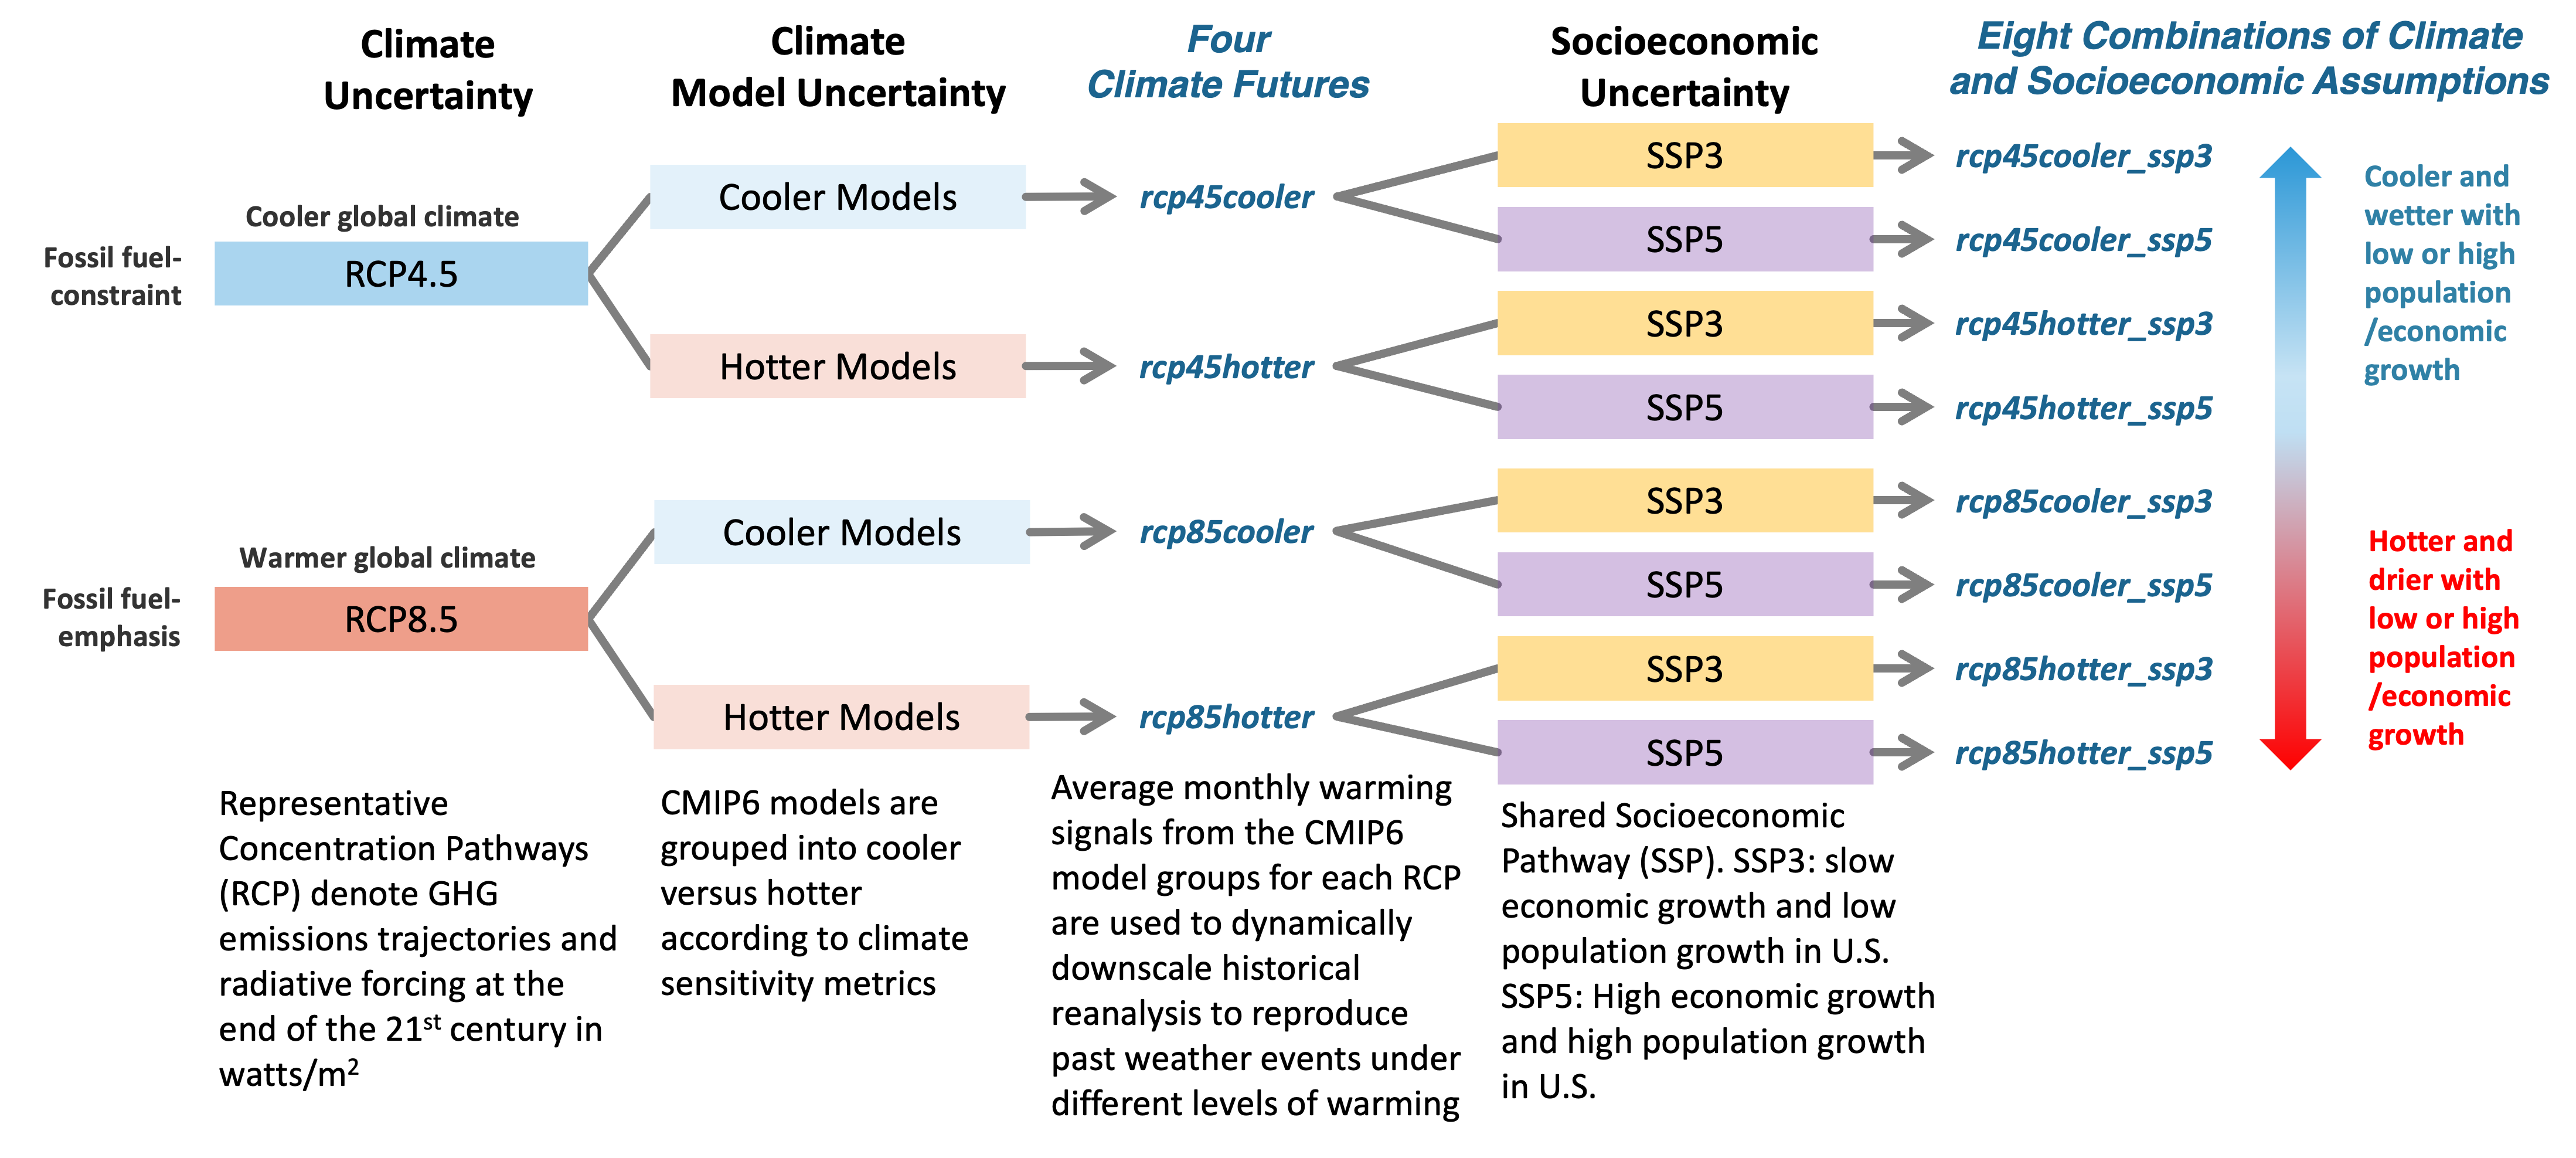 Climate
Uncertainty
Climate
Model Uncertainty
Four
Climate Futures
Socioeconomic
Uncertainty
Eight Combinations of Climate
and Socioeconomic Assumptions
Fossil fuel-
constraint
Cooler global climate
RCP4.5
Cooler Models
Hotter Models
rcp45cooler
rcp45hotter
SSP3
SSP5
SSP3
SSP5
rcp45cooler_ssp3
rcp45cooler_ssp5
rcp45hotter_ssp3
rcp45hotter_ssp5
Cooler and
wetter with
low or high
population
/economic
growth
Fossil fuel-
emphasis
Warmer global climate
RCP8.5
Cooler Models
Hotter Models
rcp85cooler
rcp85hotter
SSP3
SSP5
SSP3
SSP5
rcp85cooler_ssp3
rcp85cooler_ssp5
rcp85hotter_ssp3
rcp85hotter_ssp5
Hotter and
drier with
low or high
population
/economic
growth
Representative
Concentration Pathways
(RCP) denote GHG
emissions trajectories and
radiative forcing at the
end of the 21st century in
watts/m2
CMIP6 models are
grouped into cooler
versus hotter
according to climate
sensitivity metrics
Average monthly warming
signals from the CMIP6
model groups for each RCP
are used to dynamically
downscale historical
reanalysis to reproduce
past weather events under
different levels of warming
Shared Socioeconomic
Pathway (SSP). SSP3: slow
economic growth and low
population growth in U.S.
SSP5: High economic growth
and high population growth
in U.S.